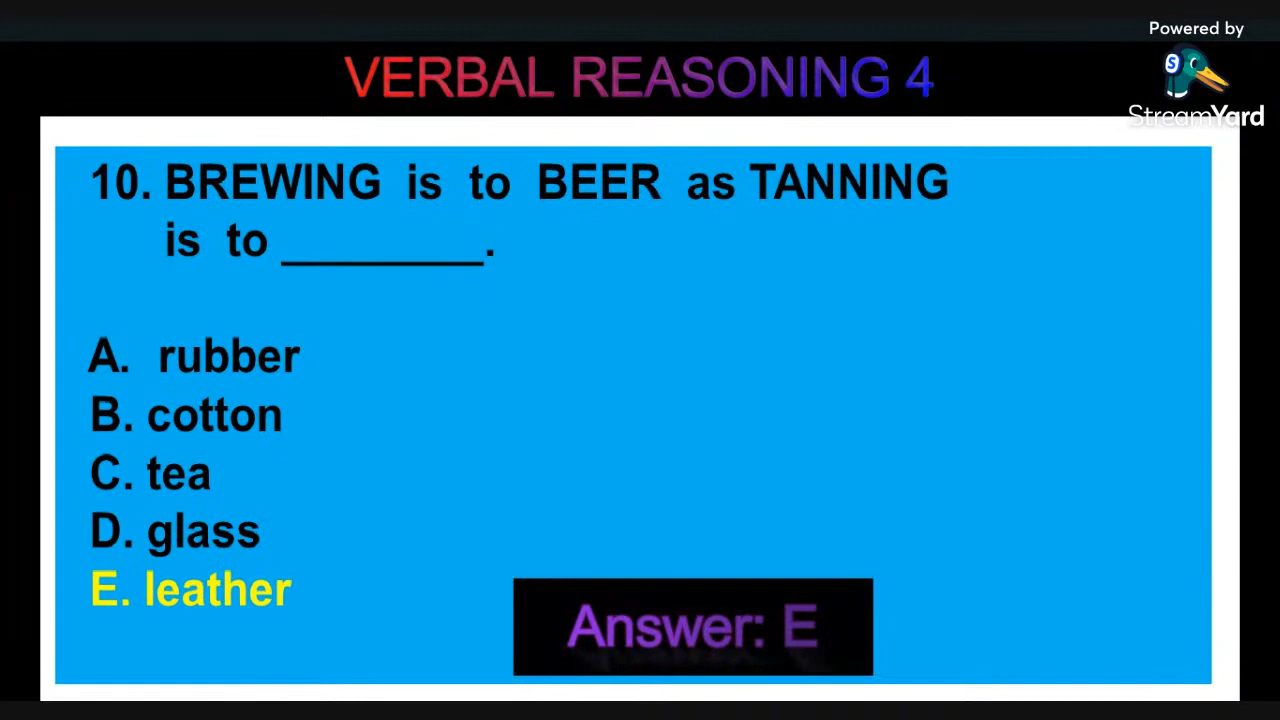 Powered by
S
StreamYard
VERBAL REASONING 4
10. BREWING is to BEER as TANNING
is to ________.
A. rubber
B. cotton
C. tea
D. glass
E. leather
Answer: E